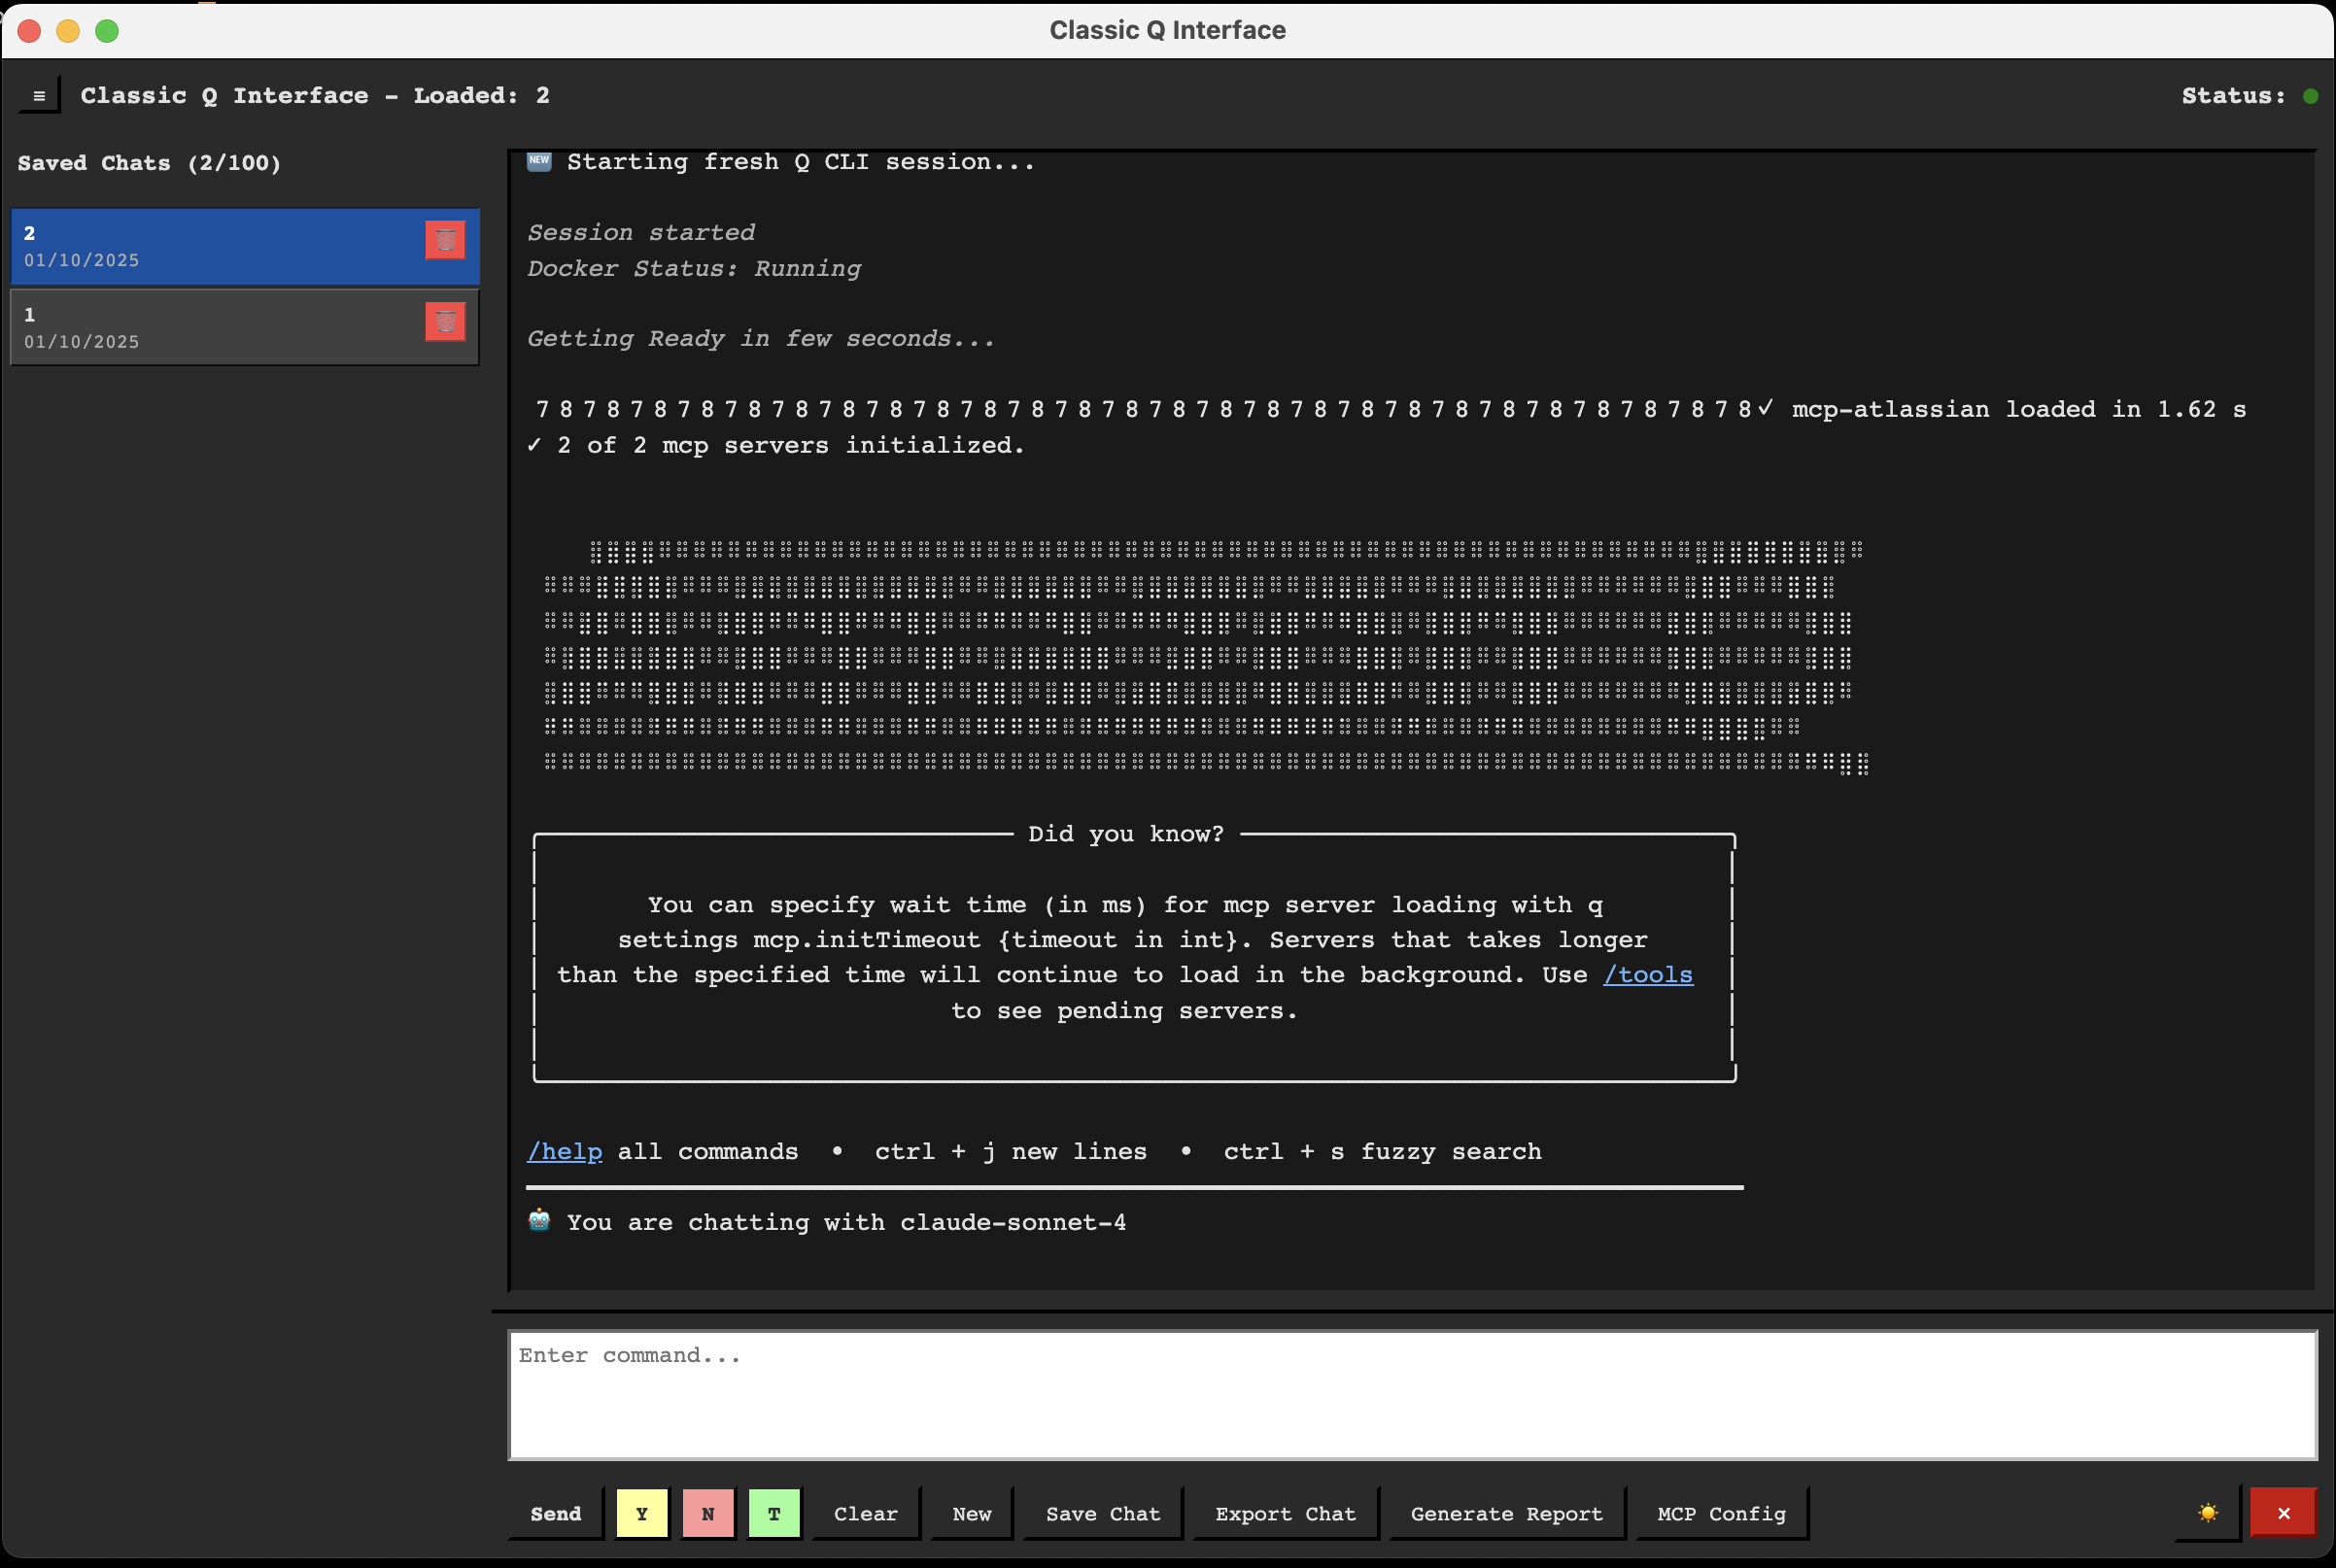 Classic Q Interface
≡ Classic Q Interface – Loaded: 2
Status:
Saved Chats (2/100)
2
01/10/2025
1
01/10/2025
NEW Starting fresh Q CLI session...
Session started
Docker Status: Running
Getting Ready in few seconds...
7 8 7 8 7 8 7 8 7 8 7 8 7 8 7 8 7 8 7 8 7 8 7 8 7 8 7 8 7 8 7 8 7 8 7 8 7 8 7 8 7 8 7 8 7 8 7 8 7 8 7 8 ✓ mcp-atlassian loaded in 1.62 s
✓ 2 of 2 mcp servers initialized.
Did you know?
You can specify wait time (in ms) for mcp server loading with q
settings mcp.initTimeout {timeout in int}. Servers that takes longer
than the specified time will continue to load in the background. Use /tools
to see pending servers.
/help all commands • ctrl + j new lines • ctrl + s fuzzy search
🤖 You are chatting with claude-sonnet-4
Enter command...
Send Y N T Clear New Save Chat Export Chat Generate Report MCP Config ×